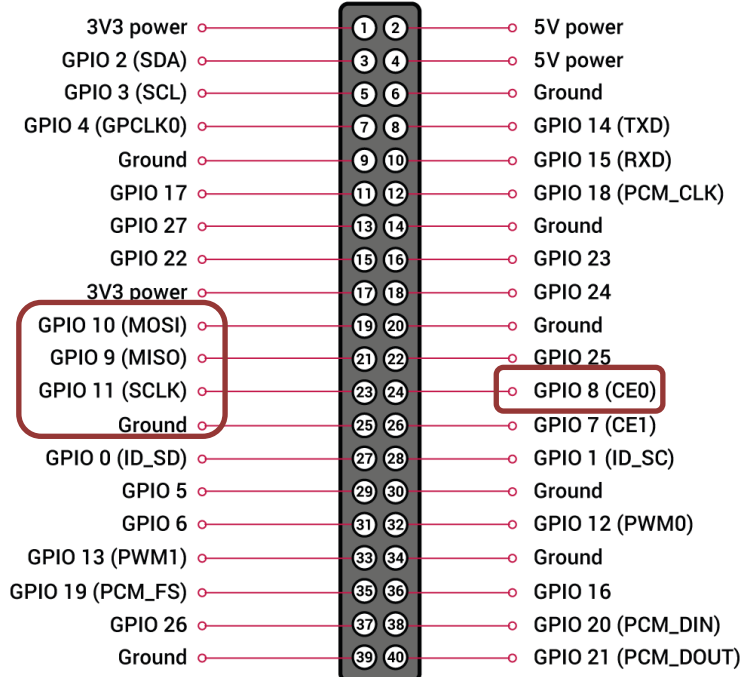 3V3 power 1 2 5V power
GPIO 2 (SDA) 3 4 5V power
GPIO 3 (SCL) 5 6 Ground
GPIO 4 (GPCLK0) 7 8 GPIO 14 (TXD)
Ground 9 10 GPIO 15 (RXD)
GPIO 17 11 12 GPIO 18 (PCM_CLK)
GPIO 27 13 14 Ground
GPIO 22 15 16 GPIO 23
3V3 power 17 18 GPIO 24
GPIO 10 (MOSI) 19 20 Ground
GPIO 9 (MISO) 21 22 GPIO 25
GPIO 11 (SCLK) 23 24 GPIO 8 (CE0)
Ground 25 26 GPIO 7 (CE1)
GPIO 0 (ID_SD) 27 28 GPIO 1 (ID_SC)
GPIO 5 29 30 Ground
GPIO 6 31 32 GPIO 12 (PWM0)
GPIO 13 (PWM1) 33 34 Ground
GPIO 19 (PCM_FS) 35 36 GPIO 16
GPIO 26 37 38 GPIO 20 (PCM_DIN)
Ground 39 40 GPIO 21 (PCM_DOUT)